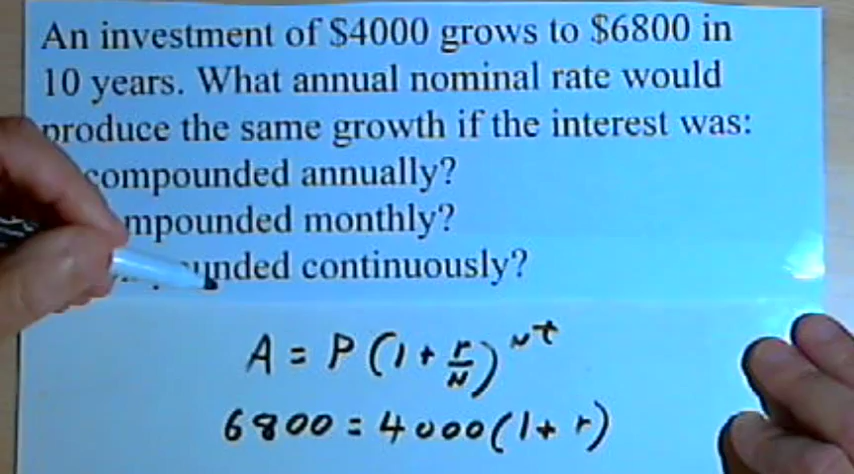 An investment of $4000 grows to $6800 in
10 years. What annual nominal rate would
produce the same growth if the interest was:
compounded annually?
mpounded monthly?
unded continuously?
A = P(1 + r/N)^Nt
6800 = 4000(1 + r)